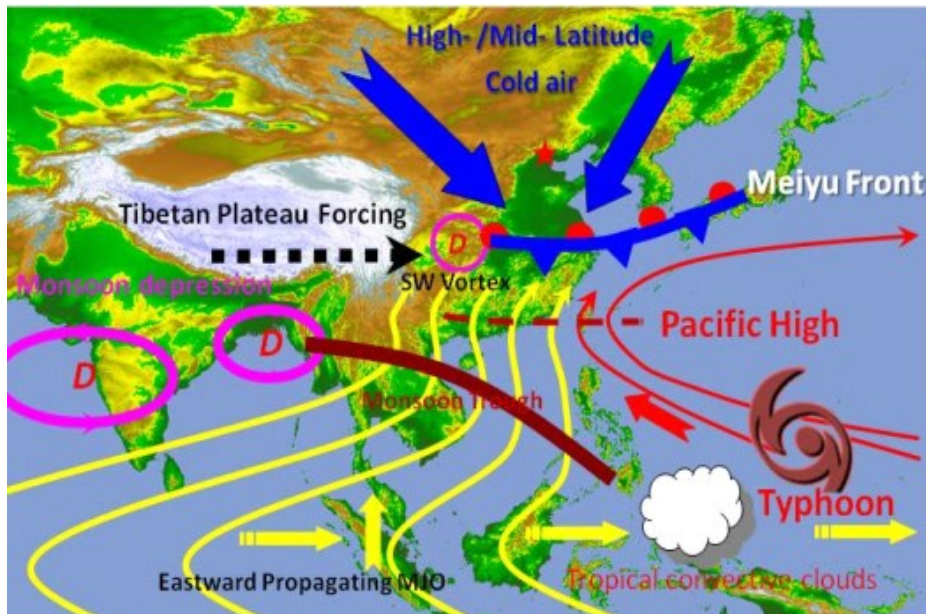 High- /Mid- Latitude
Cold air
Meiyu Front
Tibetan Plateau Forcing
D
SW Vortex
Monsoon depression
Pacific High
D
D
Monsoon Trough
Typhoon
Eastward Propagating MJO
Tropical convective clouds